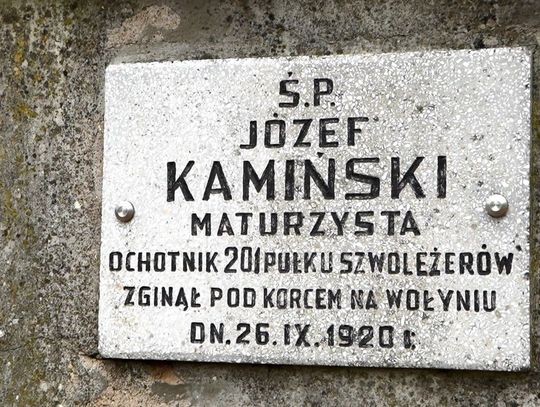 Ś.P.
JÓZEF
KAMIŃSKI
MATURZYSTA
OCHOTNIK 201 PUŁKU SZWOLEŻERÓW
ZGINĄŁ POD KORCEM NA WOŁYNIU
DN. 26. IX. 1920 r.